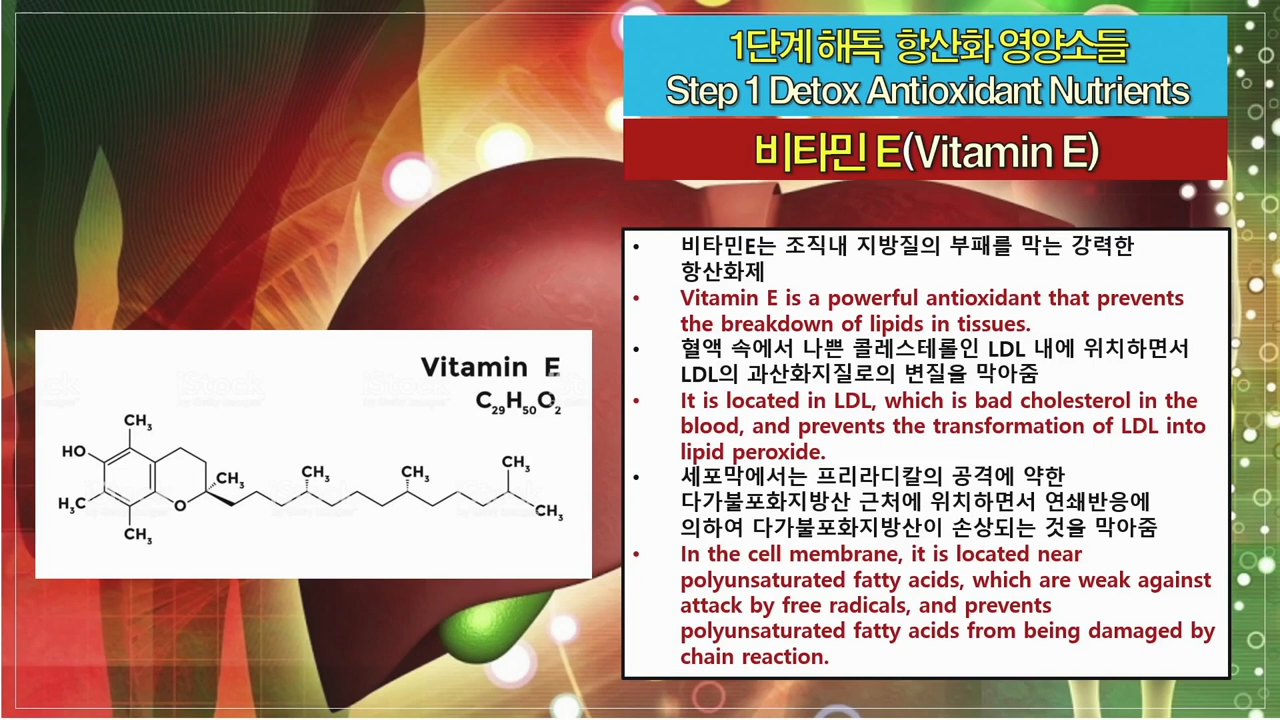 1단계 해독 항산화 영양소들
Step 1 Detox Antioxidant Nutrients
비타민 E(Vitamin E)
• 비타민E는 조직내 지방질의 부패를 막는 강력한
항산화제
• Vitamin E is a powerful antioxidant that prevents
the breakdown of lipids in tissues.
• 혈액 속에서 나쁜 콜레스테롤인 LDL 내에 위치하면서
LDL의 과산화지질로의 변질을 막아줌
• It is located in LDL, which is bad cholesterol in the
blood, and prevents the transformation of LDL into
lipid peroxide.
• 세포막에서는 프리라디칼의 공격에 약한
다가불포화지방산 근처에 위치하면서 연쇄반응에
의하여 다가불포화지방산이 손상되는 것을 막아줌
• In the cell membrane, it is located near
polyunsaturated fatty acids, which are weak against
attack by free radicals, and prevents
polyunsaturated fatty acids from being damaged by
chain reaction.
Vitamin E
C₂₉H₅₀O₂
CH₃
HO
CH₃
CH₃
CH₃
CH₃
H₃C
O
CH₃
CH₃